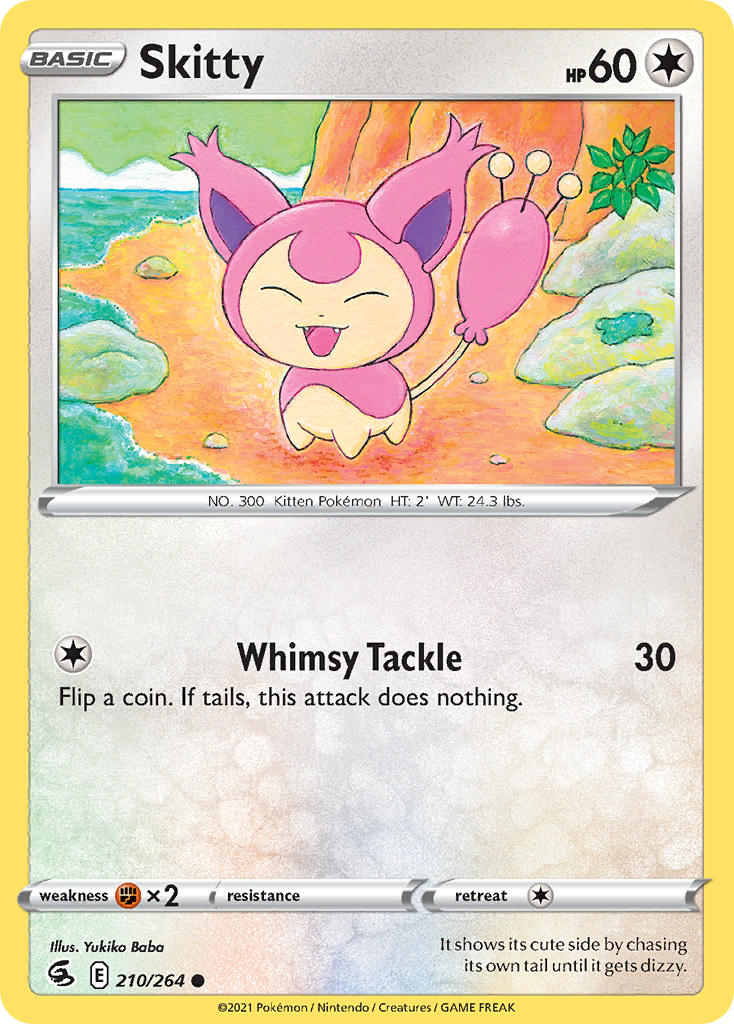 BASIC Skitty HP 60
NO. 300 Kitten Pokémon HT: 2' WT: 24.3 lbs.
Whimsy Tackle 30
Flip a coin. If tails, this attack does nothing.
weakness ×2 resistance retreat
Illus. Yukiko Baba
It shows its cute side by chasing
its own tail until it gets dizzy.
E 210/264
©2021 Pokémon / Nintendo / Creatures / GAME FREAK